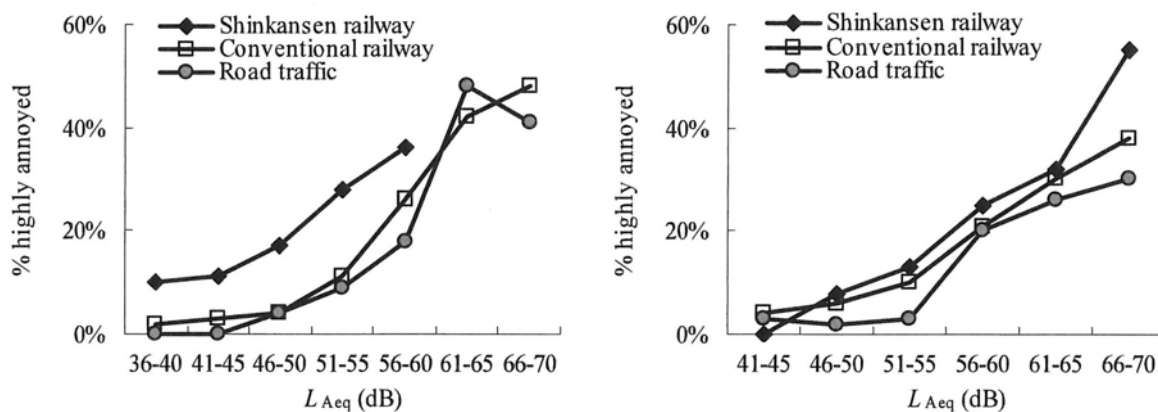 60%
40%
20%
0%
% highly annoyed
Shinkansen railway
Conventional railway
Road traffic
36-40 41-45 46-50 51-55 56-60 61-65 66-70
L Aeq (dB)
60%
40%
20%
0%
% highly annoyed
Shinkansen railway
Conventional railway
Road traffic
41-45 46-50 51-55 56-60 61-65 66-70
L Aeq (dB)